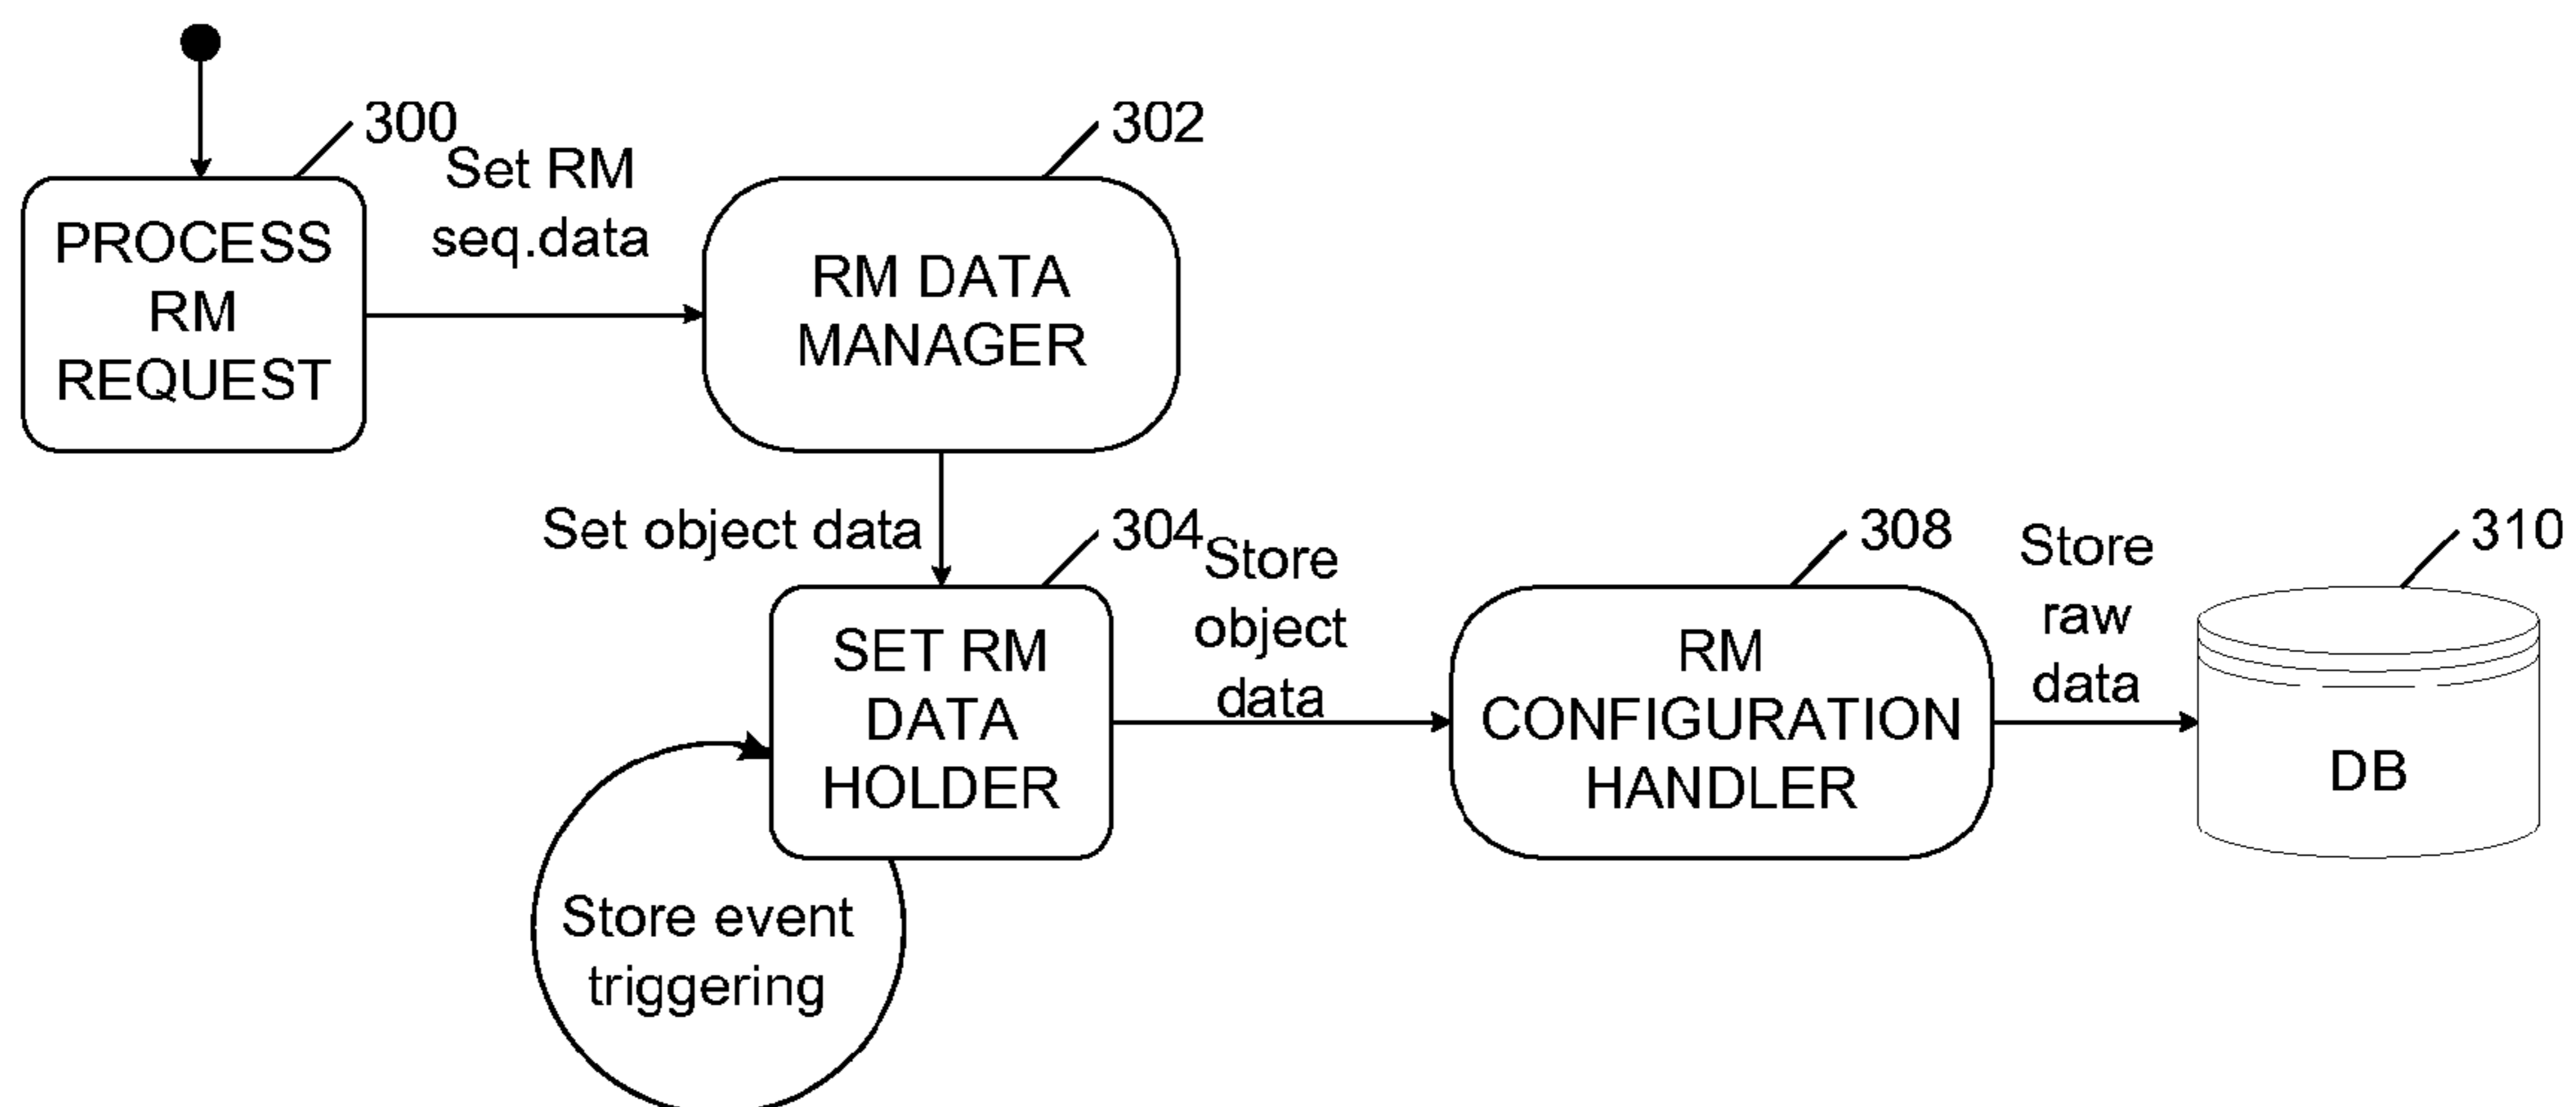 300
302
Set RM
seq.data
PROCESS
RM
REQUEST
RM DATA
MANAGER
Set object data
304
Store
object
data
308
Store
raw
data
310
SET RM
DATA
HOLDER
RM
CONFIGURATION
HANDLER
DB
Store event
triggering